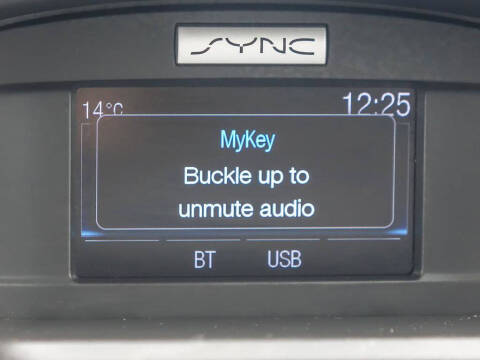 SYNC
14°C 12:25
MyKey
Buckle up to
unmute audio
BT USB